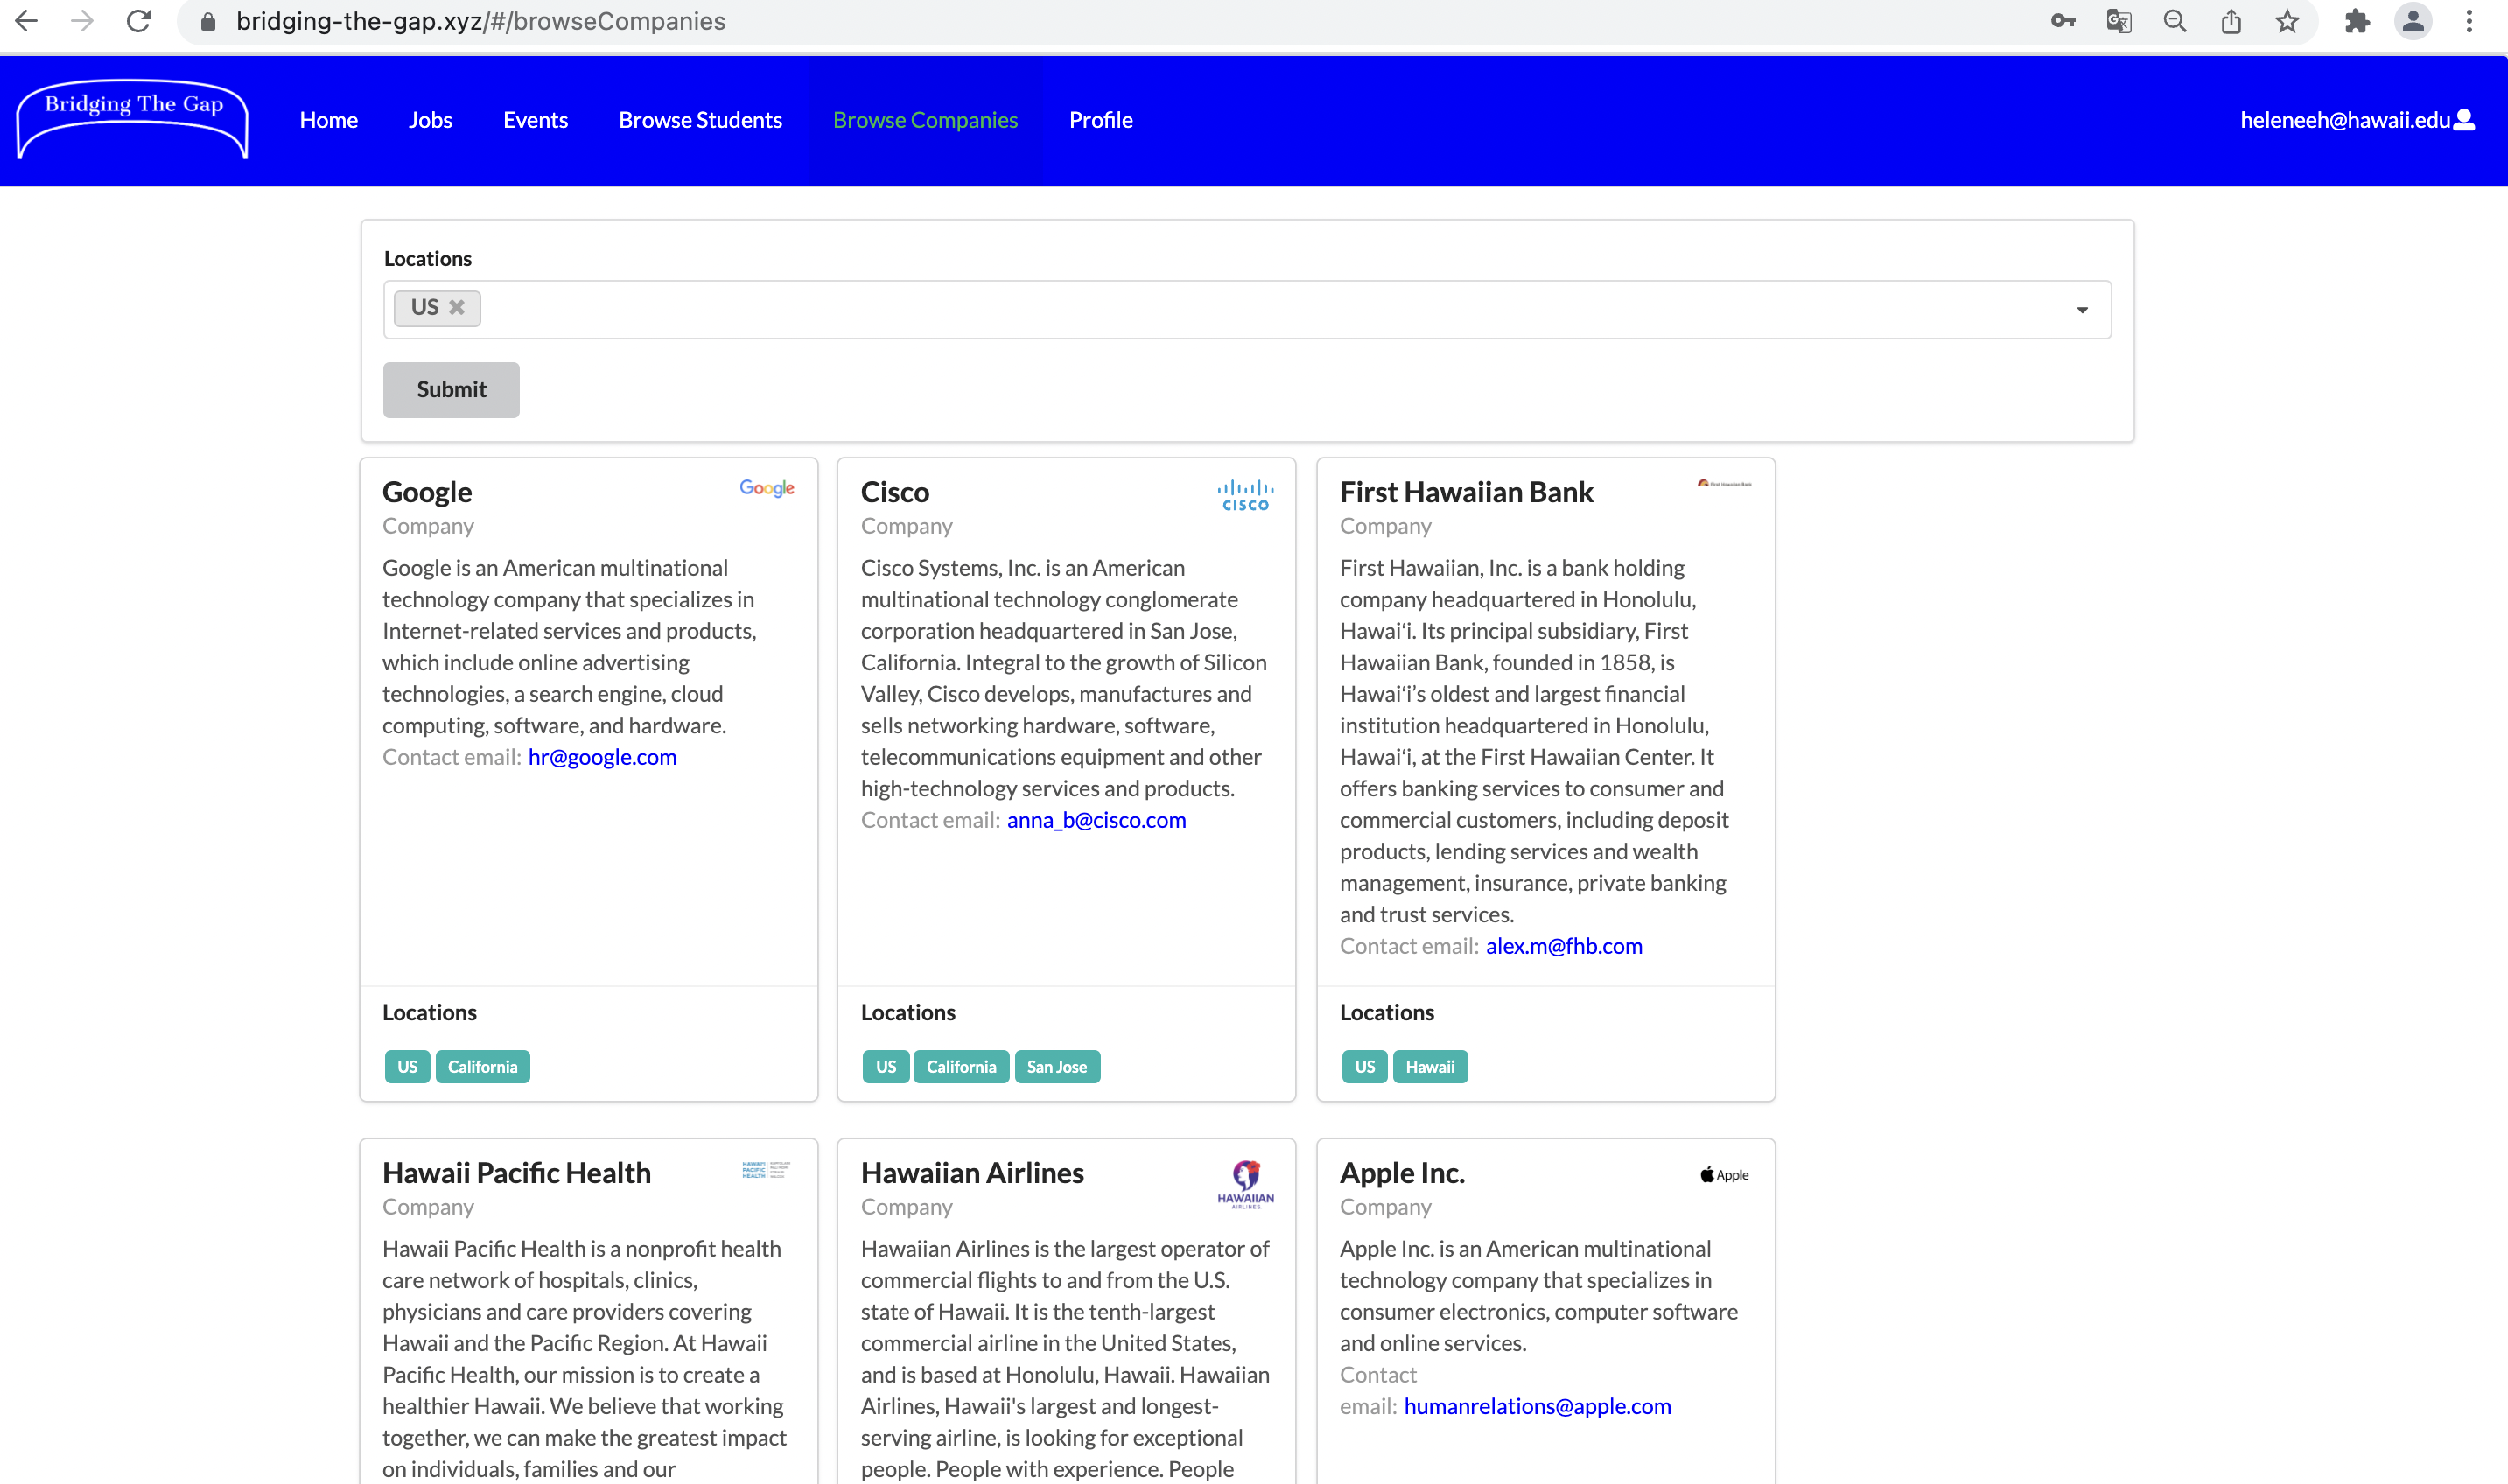 bridging-the-gap.xyz/#/browseCompanies
Bridging The Gap
Home Jobs Events Browse Students Browse Companies Profile heleneeh@hawaii.edu
Locations
US
Submit
Google
Google
Company
Google is an American multinational
technology company that specializes in
Internet-related services and products,
which include online advertising
technologies, a search engine, cloud
computing, software, and hardware.
Contact email: hr@google.com
Locations
US California
Cisco
CISCO
Company
Cisco Systems, Inc. is an American
multinational technology conglomerate
corporation headquartered in San Jose,
California. Integral to the growth of Silicon
Valley, Cisco develops, manufactures and
sells networking hardware, software,
telecommunications equipment and other
high-technology services and products.
Contact email: anna_b@cisco.com
Locations
US California San Jose
First Hawaiian Bank
First Hawaiian Bank
Company
First Hawaiian, Inc. is a bank holding
company headquartered in Honolulu,
Hawaiʻi. Its principal subsidiary, First
Hawaiian Bank, founded in 1858, is
Hawaiʻi’s oldest and largest financial
institution headquartered in Honolulu,
Hawaiʻi, at the First Hawaiian Center. It
offers banking services to consumer and
commercial customers, including deposit
products, lending services and wealth
management, insurance, private banking
and trust services.
Contact email: alex.m@fhb.com
Locations
US Hawaii
Hawaii Pacific Health
HAWAI'I
PACIFIC
HEALTH
Company
Hawaii Pacific Health is a nonprofit health
care network of hospitals, clinics,
physicians and care providers covering
Hawaii and the Pacific Region. At Hawaii
Pacific Health, our mission is to create a
healthier Hawaii. We believe that working
together, we can make the greatest impact
on individuals, families and our
Hawaiian Airlines
HAWAIIAN
AIRLINES.
Company
Hawaiian Airlines is the largest operator of
commercial flights to and from the U.S.
state of Hawaii. It is the tenth-largest
commercial airline in the United States,
and is based at Honolulu, Hawaii. Hawaiian
Airlines, Hawaii's largest and longest-
serving airline, is looking for exceptional
people. People with experience. People
Apple Inc.
Apple
Company
Apple Inc. is an American multinational
technology company that specializes in
consumer electronics, computer software
and online services.
Contact
email: humanrelations@apple.com